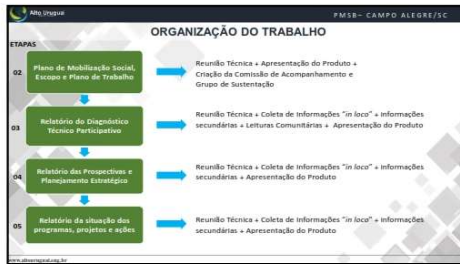 Alto Uruguai
PMSB– CAMPO ALEGRE/SC
ORGANIZAÇÃO DO TRABALHO
ETAPAS
02
Plano de Mobilização Social,
Escopo e Plano de Trabalho
Reunião Técnica + Apresentação do Produto +
Criação da Comissão de Acompanhamento e
Grupo de Sustentação
03
Relatório do Diagnóstico
Técnico Participativo
Reunião Técnica + Coleta de Informações "in loco" + Informações
secundárias + Leituras Comunitárias + Apresentação do Produto
04
Relatório das Prospectivas e
Planejamento Estratégico
Reunião Técnica + Coleta de Informações "in loco" + Informações
secundárias + Apresentação do Produto
05
Relatório da situação dos
programas, projetos e ações
Reunião Técnica + Coleta de Informações "in loco" + Informações
secundárias + Apresentação do Produto
www.altouruguai.eng.br